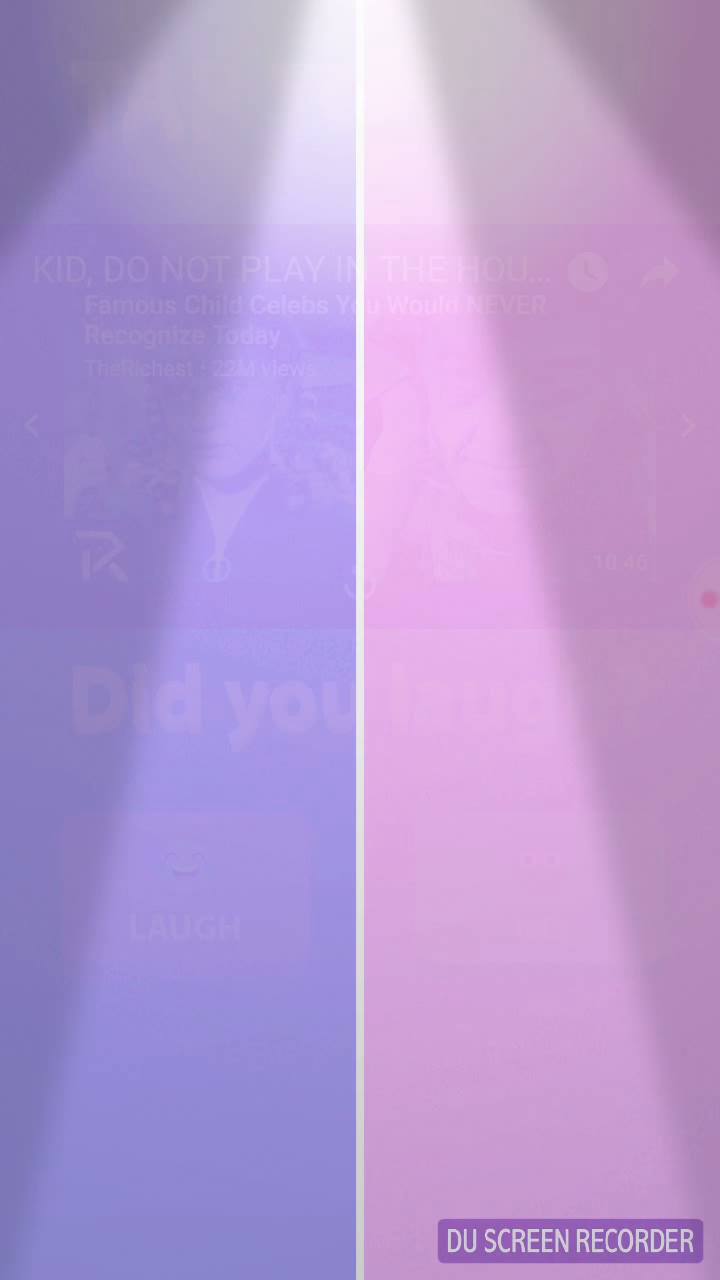 KID, DO NOT PLAY IN THE HOU...
Famous Child Celebs You Would NEVER
Recognize Today
TheRichest · 22M views
10:46
Did you laug
LAUGH
DU SCREEN RECORDER